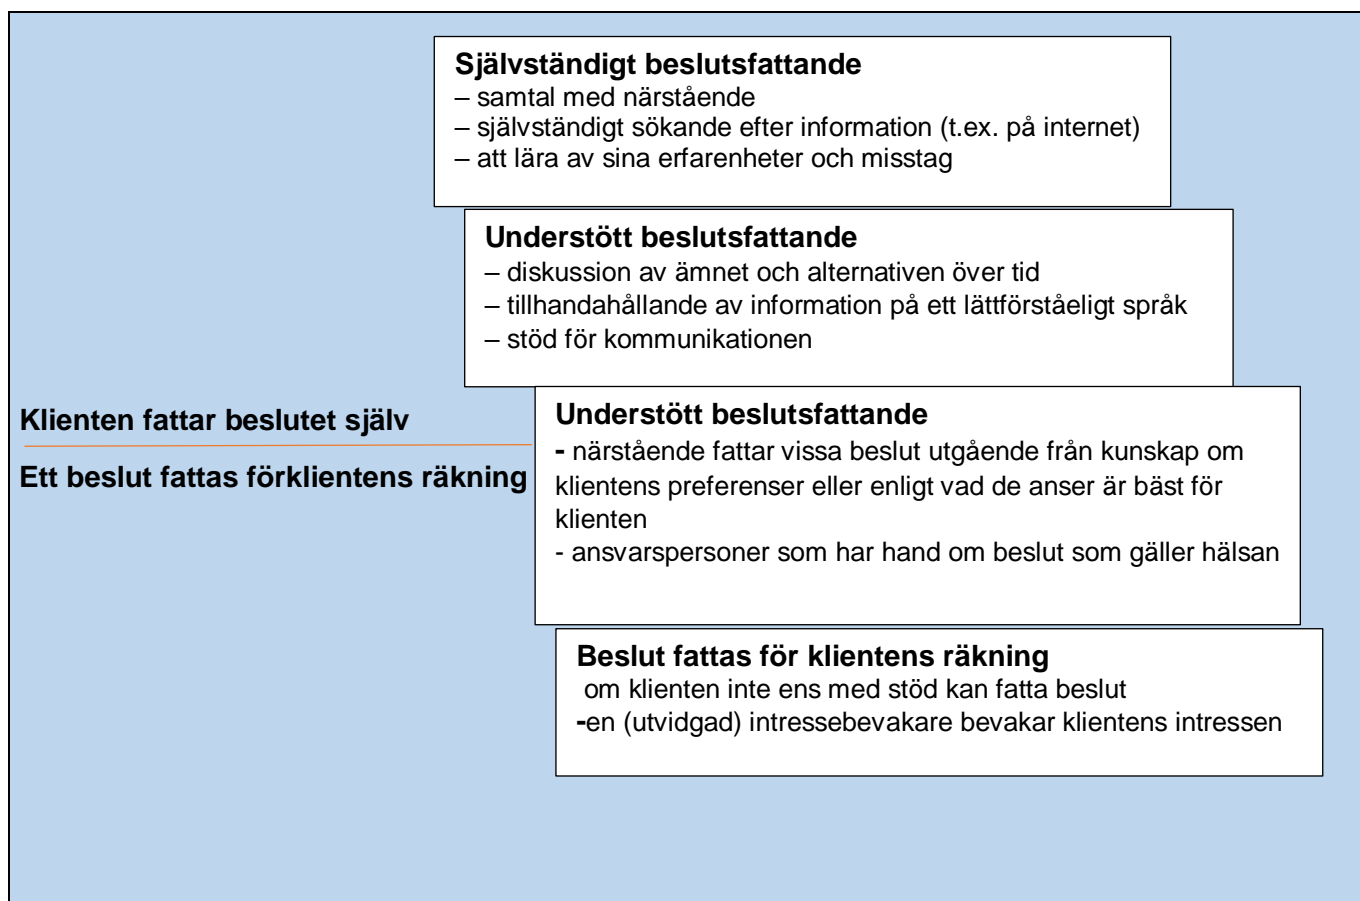 Självständigt beslutsfattande
– samtal med närstående
– självständigt sökande efter information (t.ex. på internet)
– att lära av sina erfarenheter och misstag
Understött beslutsfattande
– diskussion av ämnet och alternativen över tid
– tillhandahållande av information på ett lättförståeligt språk
– stöd för kommunikationen
Klienten fattar beslutet själv
Ett beslut fattas förklientens räkning
Understött beslutsfattande
- närstående fattar vissa beslut utgående från kunskap om
klientens preferenser eller enligt vad de anser är bäst för
klienten
- ansvarspersoner som har hand om beslut som gäller hälsan
Beslut fattas för klientens räkning
om klienten inte ens med stöd kan fatta beslut
-en (utvidgad) intressebevakare bevakar klientens intressen